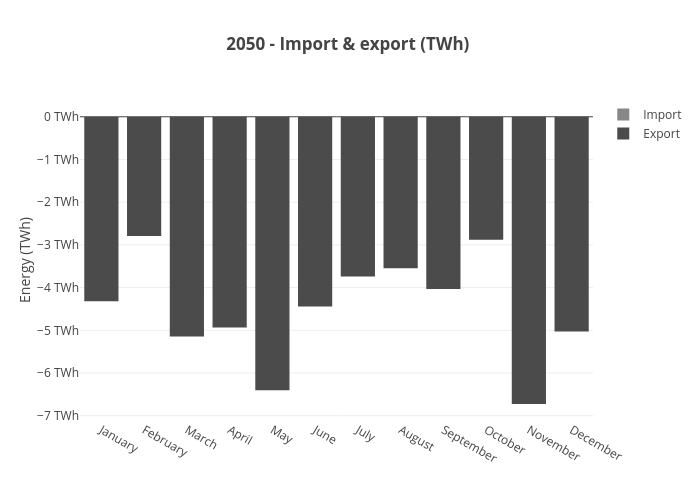 2050 - Import & export (TWh)
Import
Export
Energy (TWh)
0 TWh
−1 TWh
−2 TWh
−3 TWh
−4 TWh
−5 TWh
−6 TWh
−7 TWh
January
February
March
April
May
June
July
August
September
October
November
December